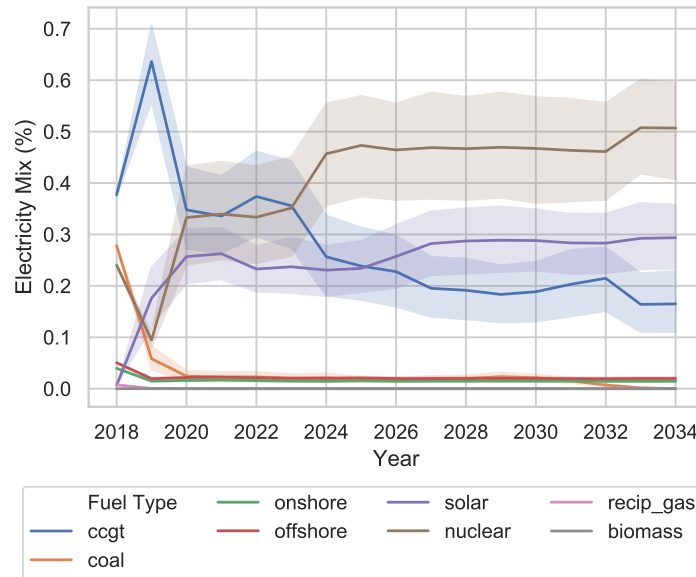 0.7
0.6
0.5
0.4
0.3
0.2
0.1
0.0
Electricity Mix (%)
2018 2020 2022 2024 2026 2028 2030 2032 2034
Year
Fuel Type onshore solar recip_gas
ccgt offshore nuclear biomass
coal